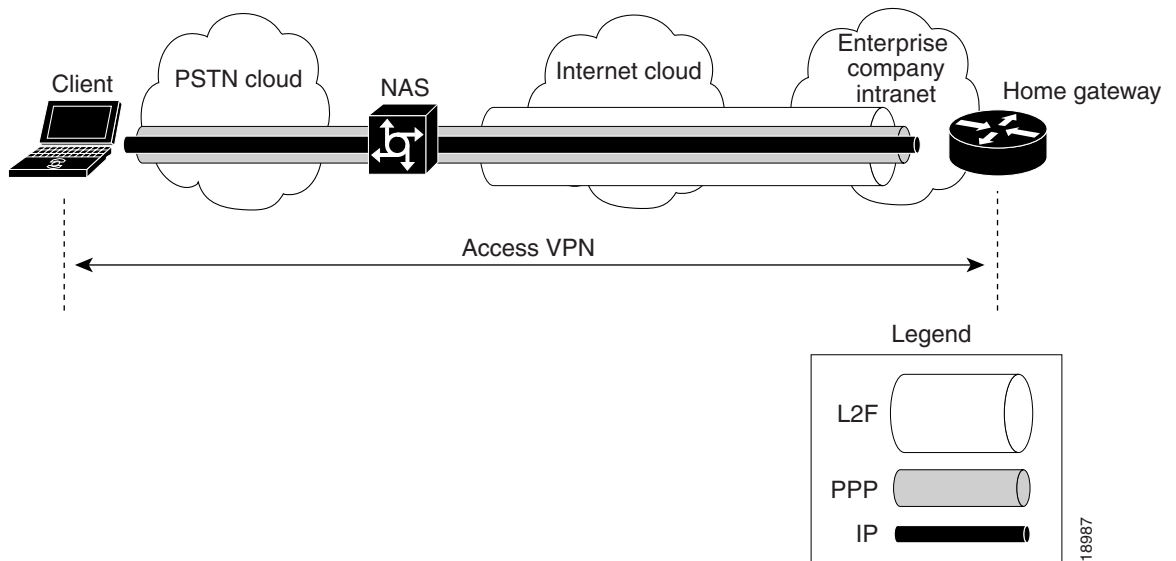 Client
PSTN cloud
NAS
Internet cloud
Enterprise
company
intranet
Home gateway
Access VPN
Legend
L2F
PPP
IP
18987